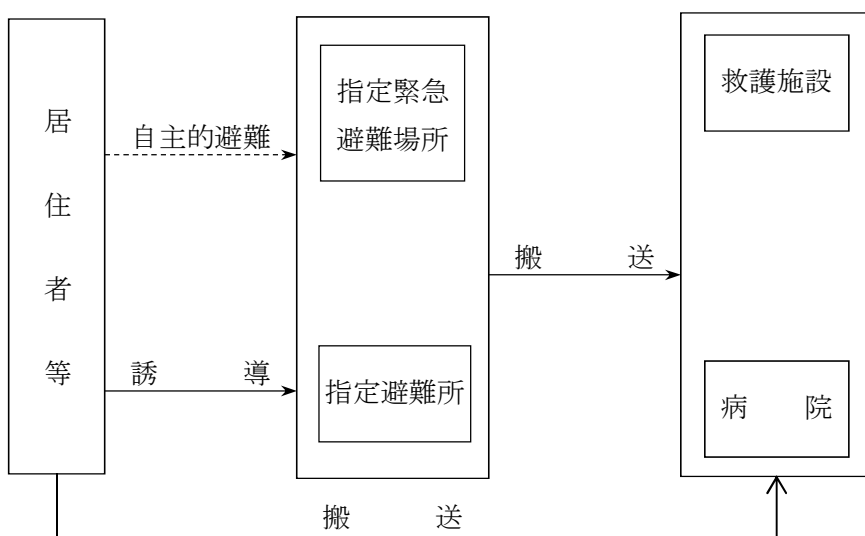 居住者等
自主的避難
誘　　　導
指定緊急
避難場所
指定避難所
搬　　　送
救護施設
病　　院
搬　　　送